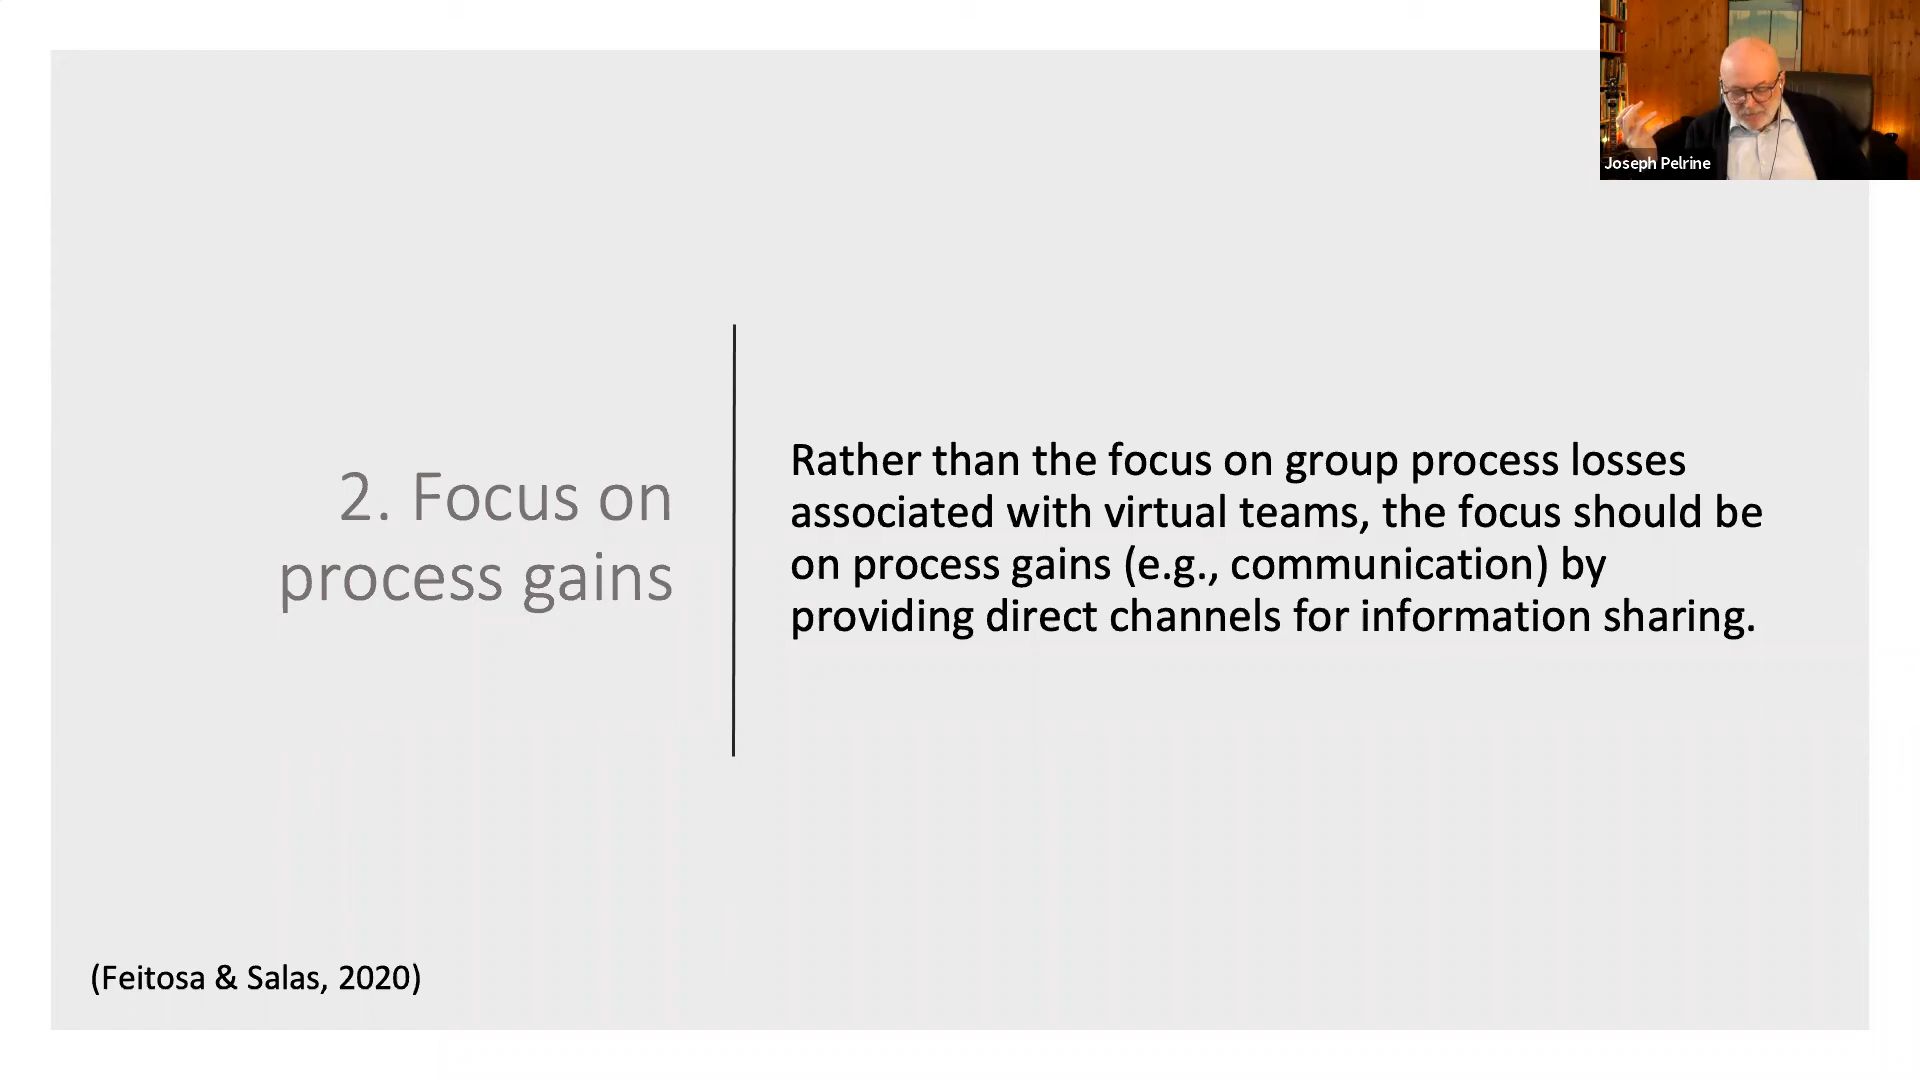 Joseph Pelrine
2. Focus on
process gains
Rather than the focus on group process losses
associated with virtual teams, the focus should be
on process gains (e.g., communication) by
providing direct channels for information sharing.
(Feitosa & Salas, 2020)